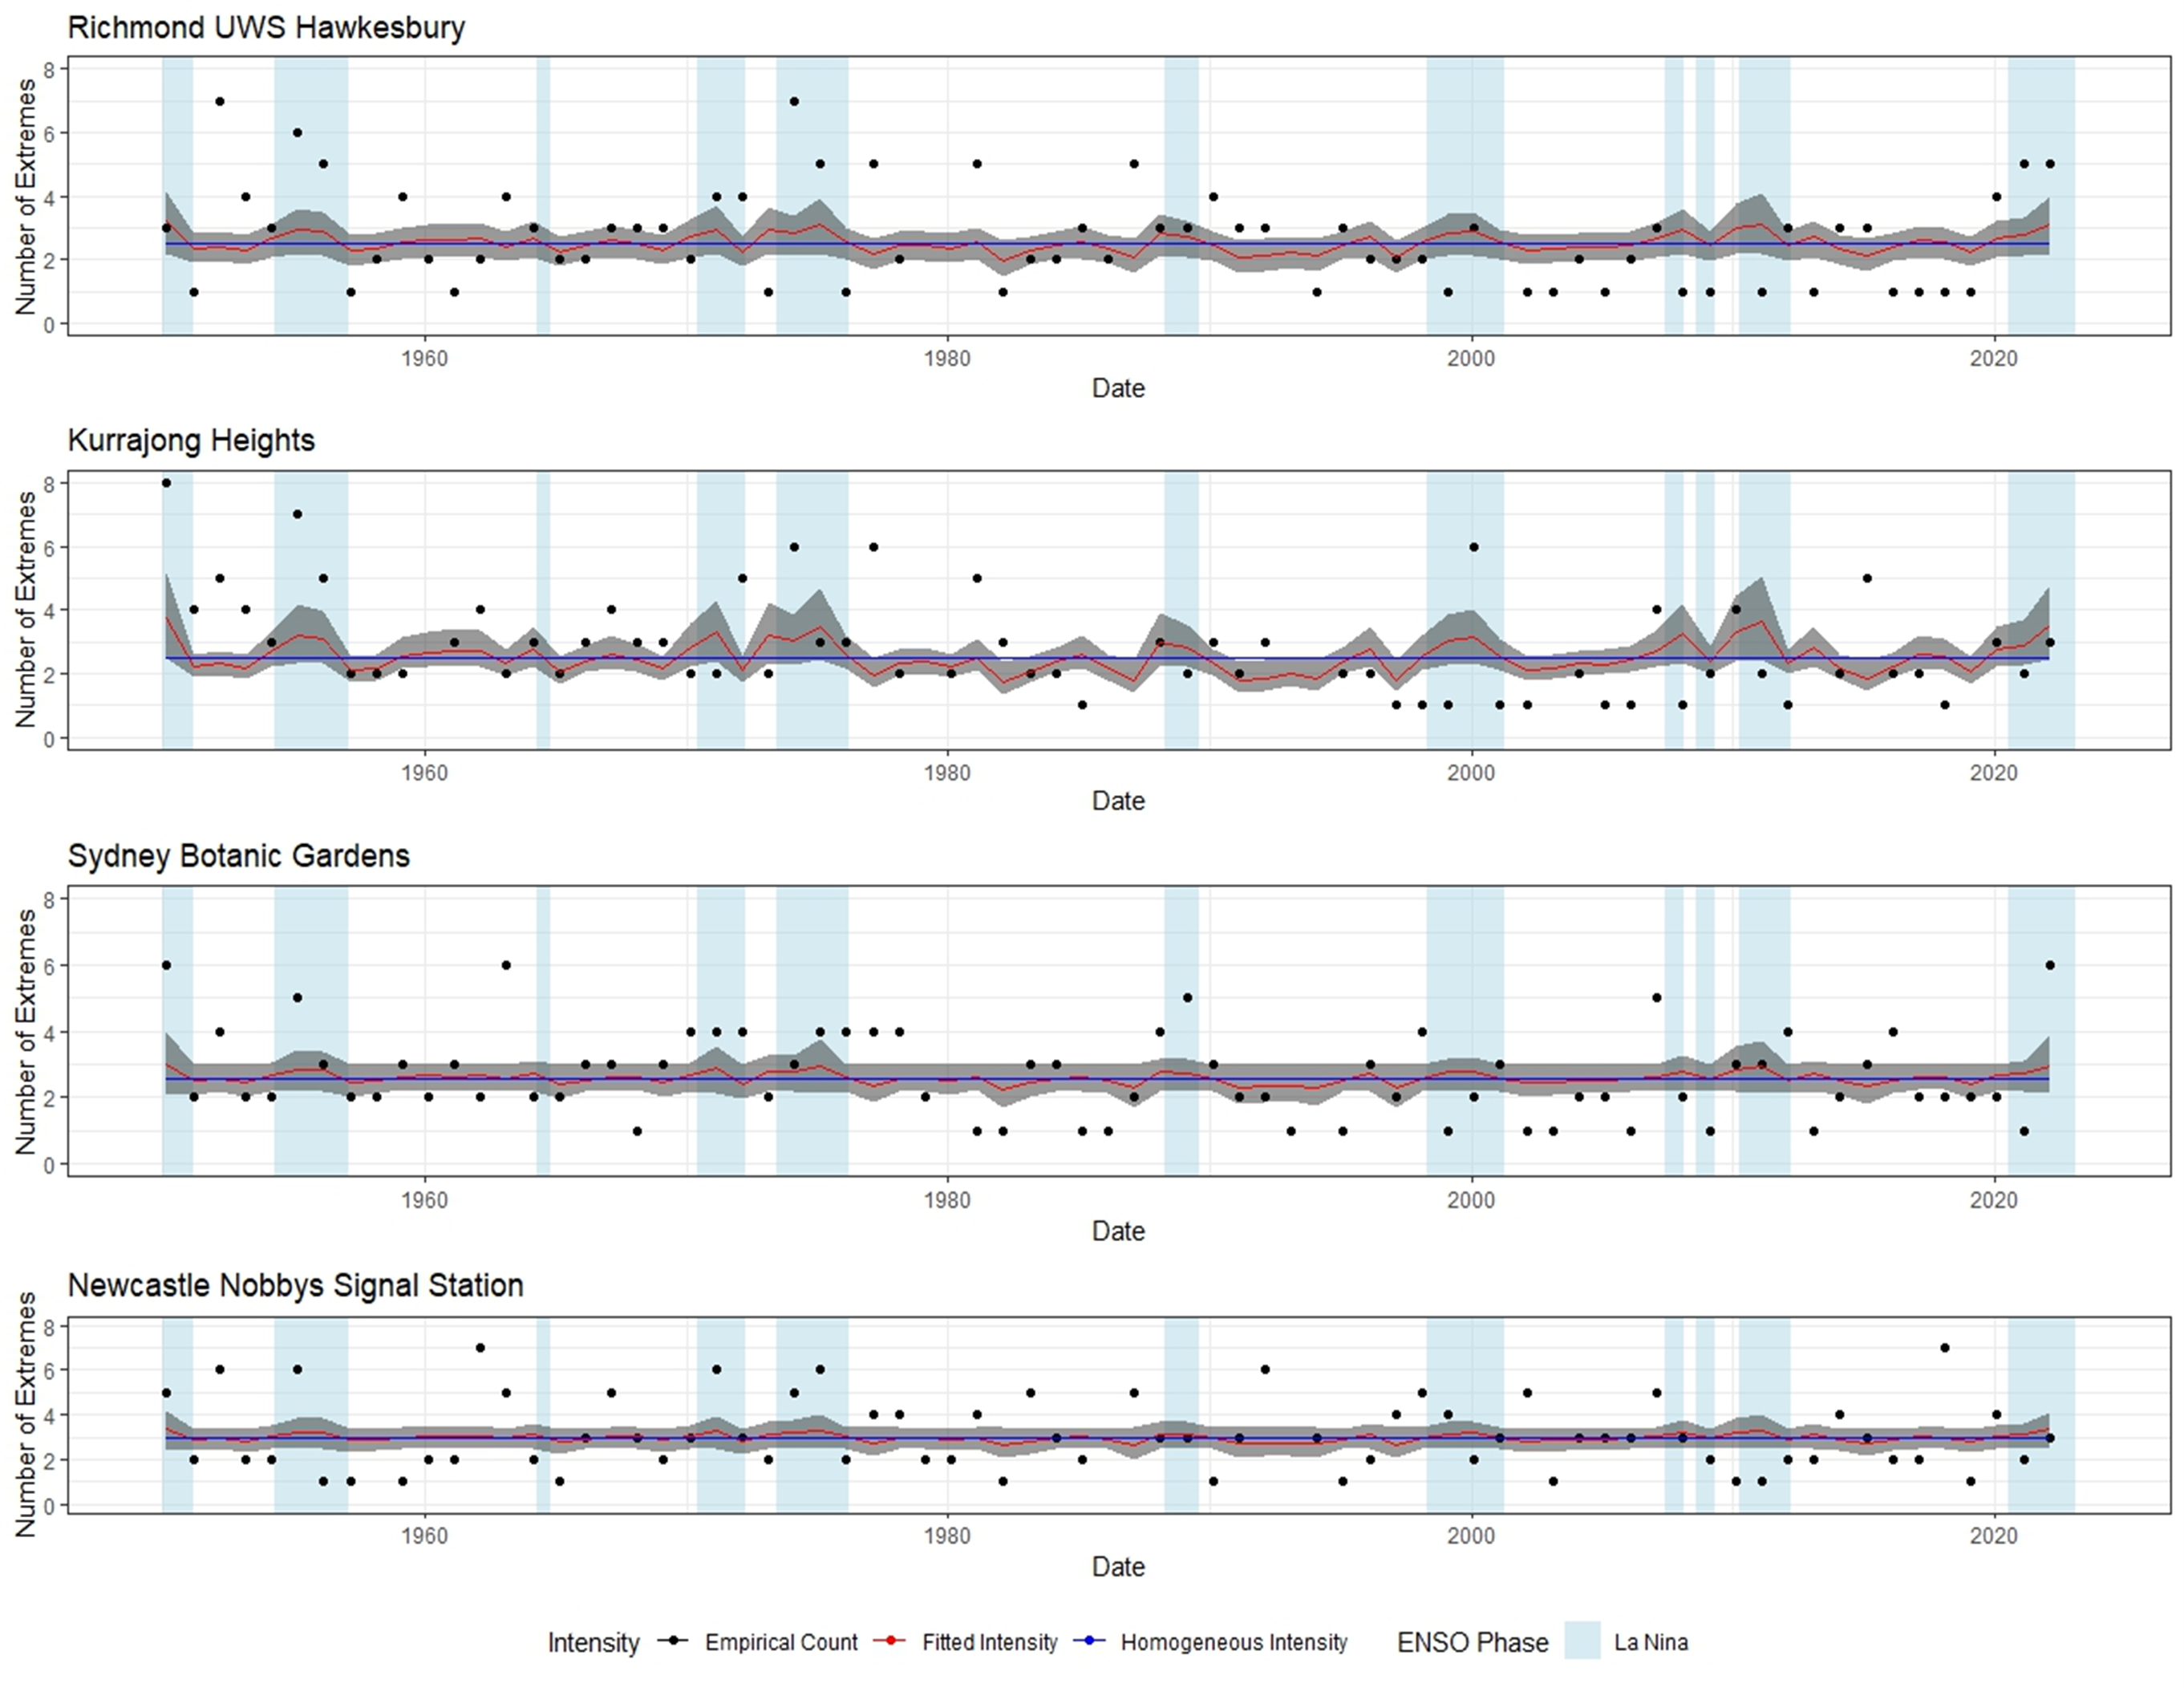 Richmond UWS Hawkesbury
Number of Extremes
8
6
4
2
0
1960 1980 2000 2020
Date
Kurrajong Heights
Number of Extremes
8
6
4
2
0
1960 1980 2000 2020
Date
Sydney Botanic Gardens
Number of Extremes
8
6
4
2
0
1960 1980 2000 2020
Date
Newcastle Nobbys Signal Station
Number of Extremes
8
6
4
2
0
1960 1980 2000 2020
Date
Intensity Empirical Count Fitted Intensity Homogeneous Intensity ENSO Phase La Nina